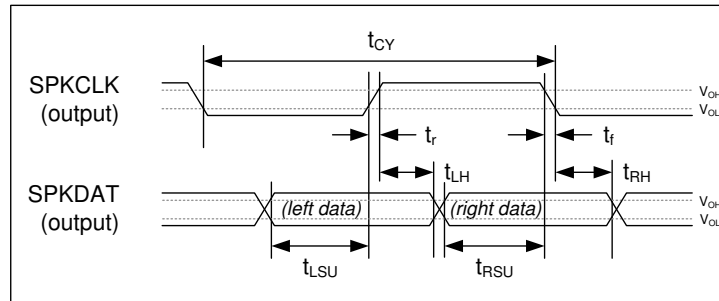 tCY
SPKCLK
(output)
VOH
VOL
tr
tf
tLH
tRH
SPKDAT
(output)
(left data)
(right data)
VOH
VOL
tLSU
tRSU